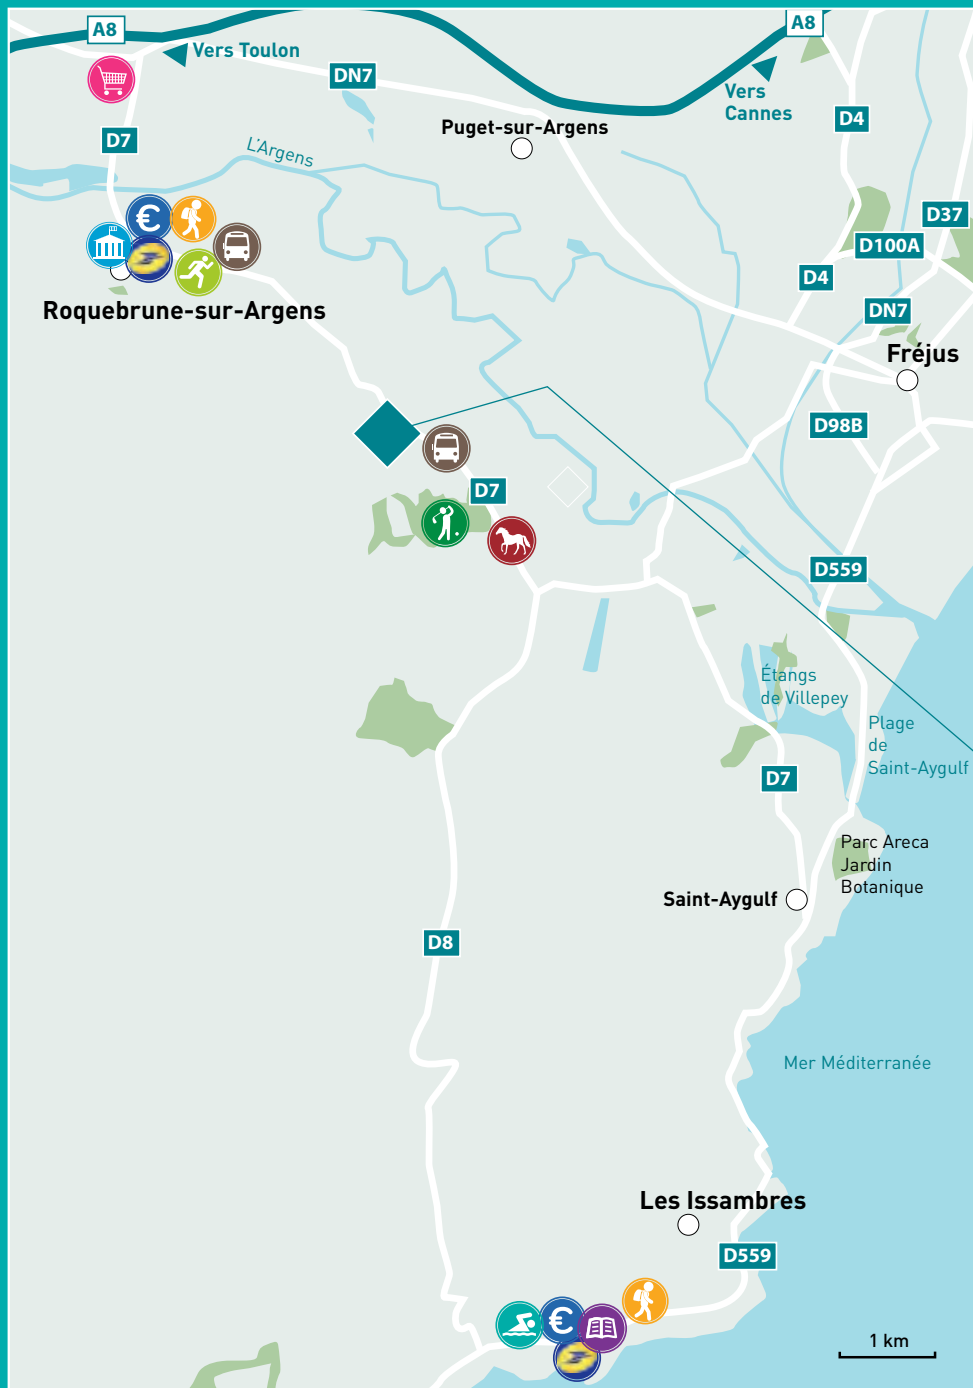 A8
A8
Vers Toulon
DN7
Vers
Cannes
D4
Puget-sur-Argens
D7
L'Argens
D37
D100A
D4
Roquebrune-sur-Argens
DN7
Fréjus
D98B
D7
D559
Étangs
de Villepey
Plage
de
Saint-Aygulf
D7
Parc Areca
Jardin
Botanique
Saint-Aygulf
D8
Mer Méditerranée
Les Issambres
D559
1 km
€
€